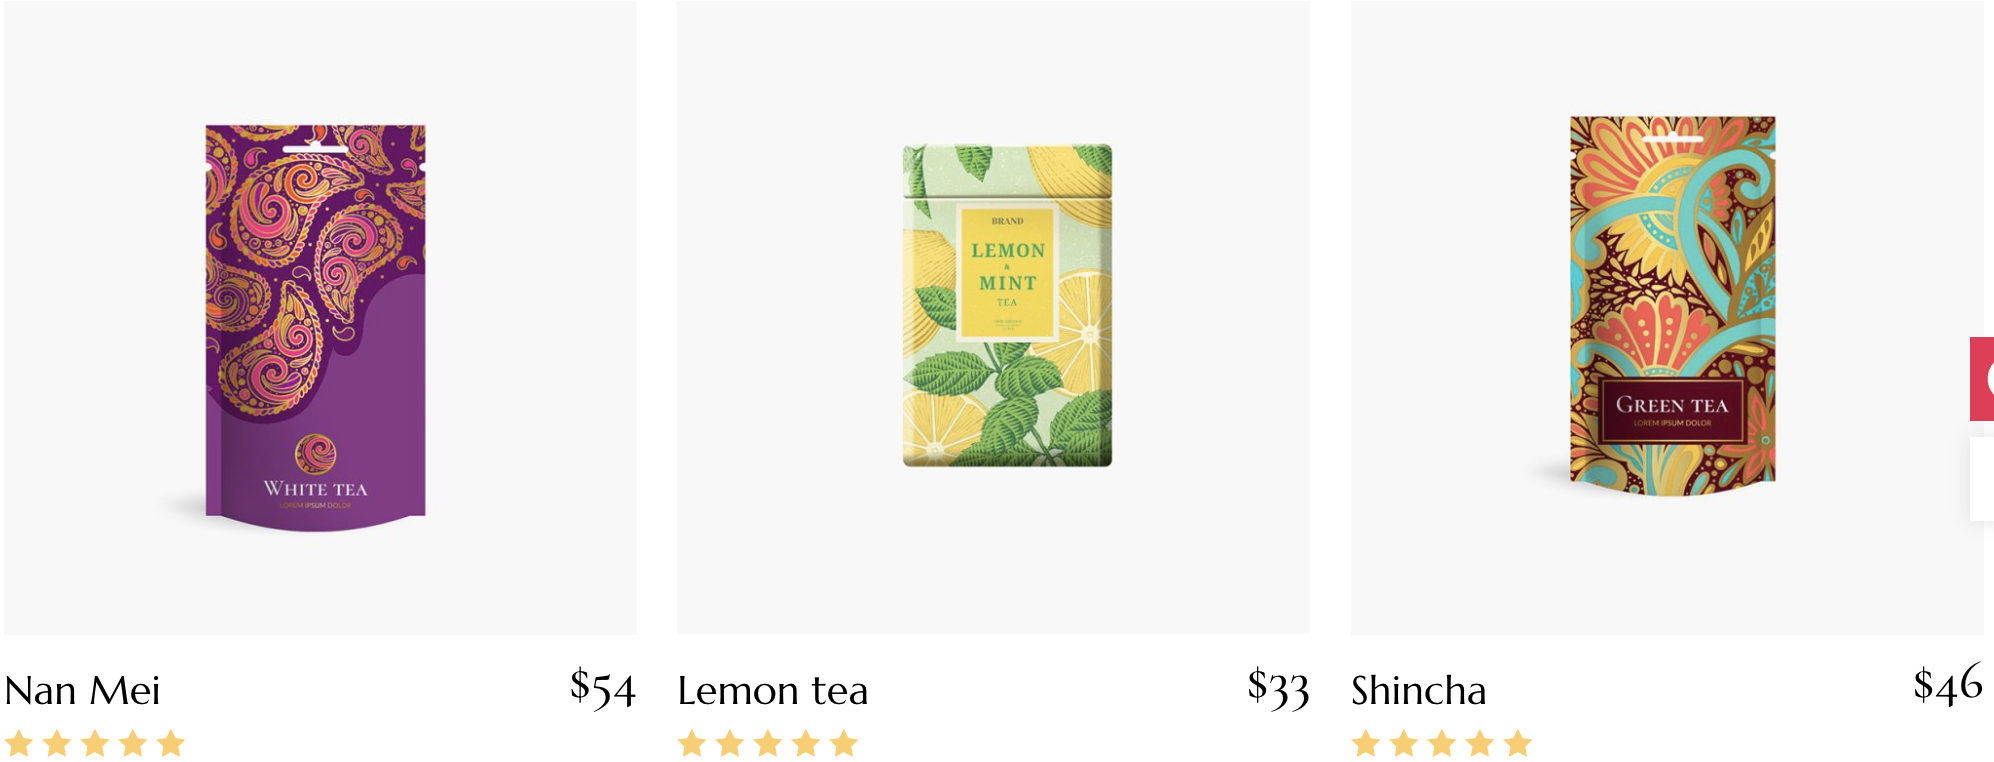 WHITE TEA
LOREM IPSUM DOLOR
BRAND
LEMON
&
MINT
TEA
GREEN TEA
LOREM IPSUM DOLOR
Nan Mei $54
Lemon tea $33
Shincha $46